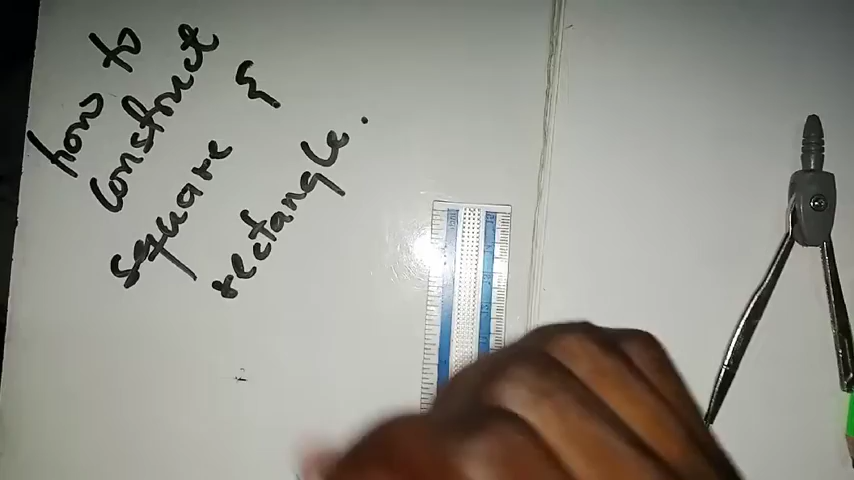 how to
construct
square &
rectangle.